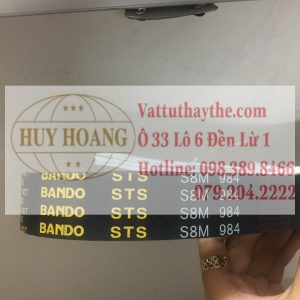 Vattuthaythe.com
HUY HOANG
Ô 33 Lô 6 Đền Lừ 1
Hotline: 098.389.8466
079.204.2222
BANDO STS S8M 984
BANDO STS S8M 984
BANDO STS S8M 984
BANDO STS S8M 984